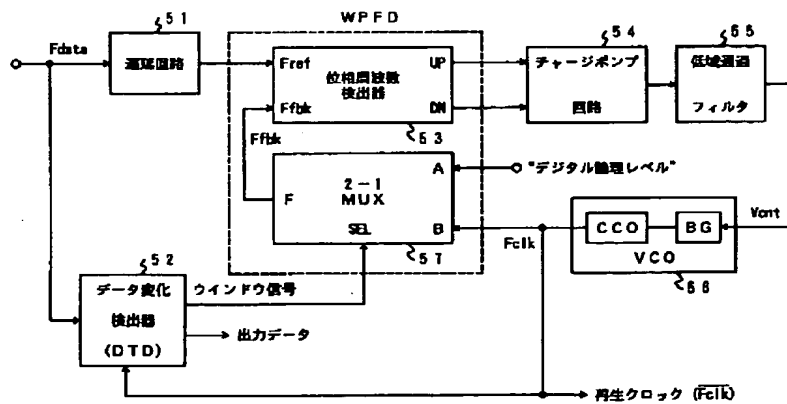 51
Fdata
遅延回路
WPFD
Fref
UP
位相周波数
検出器
Ffbk
DN
53
Ffbk
54
チャージポンプ
回路
55
低域通過
フィルタ
2-1
MUX
A
F
SEL
B
57
"デジタル論理レベル"
Fclk
CCO
BG
VCO
56
Vcnt
52
データ変化
検出器
(DTD)
ウインドウ信号
出力データ
再生クロック (Fclk)